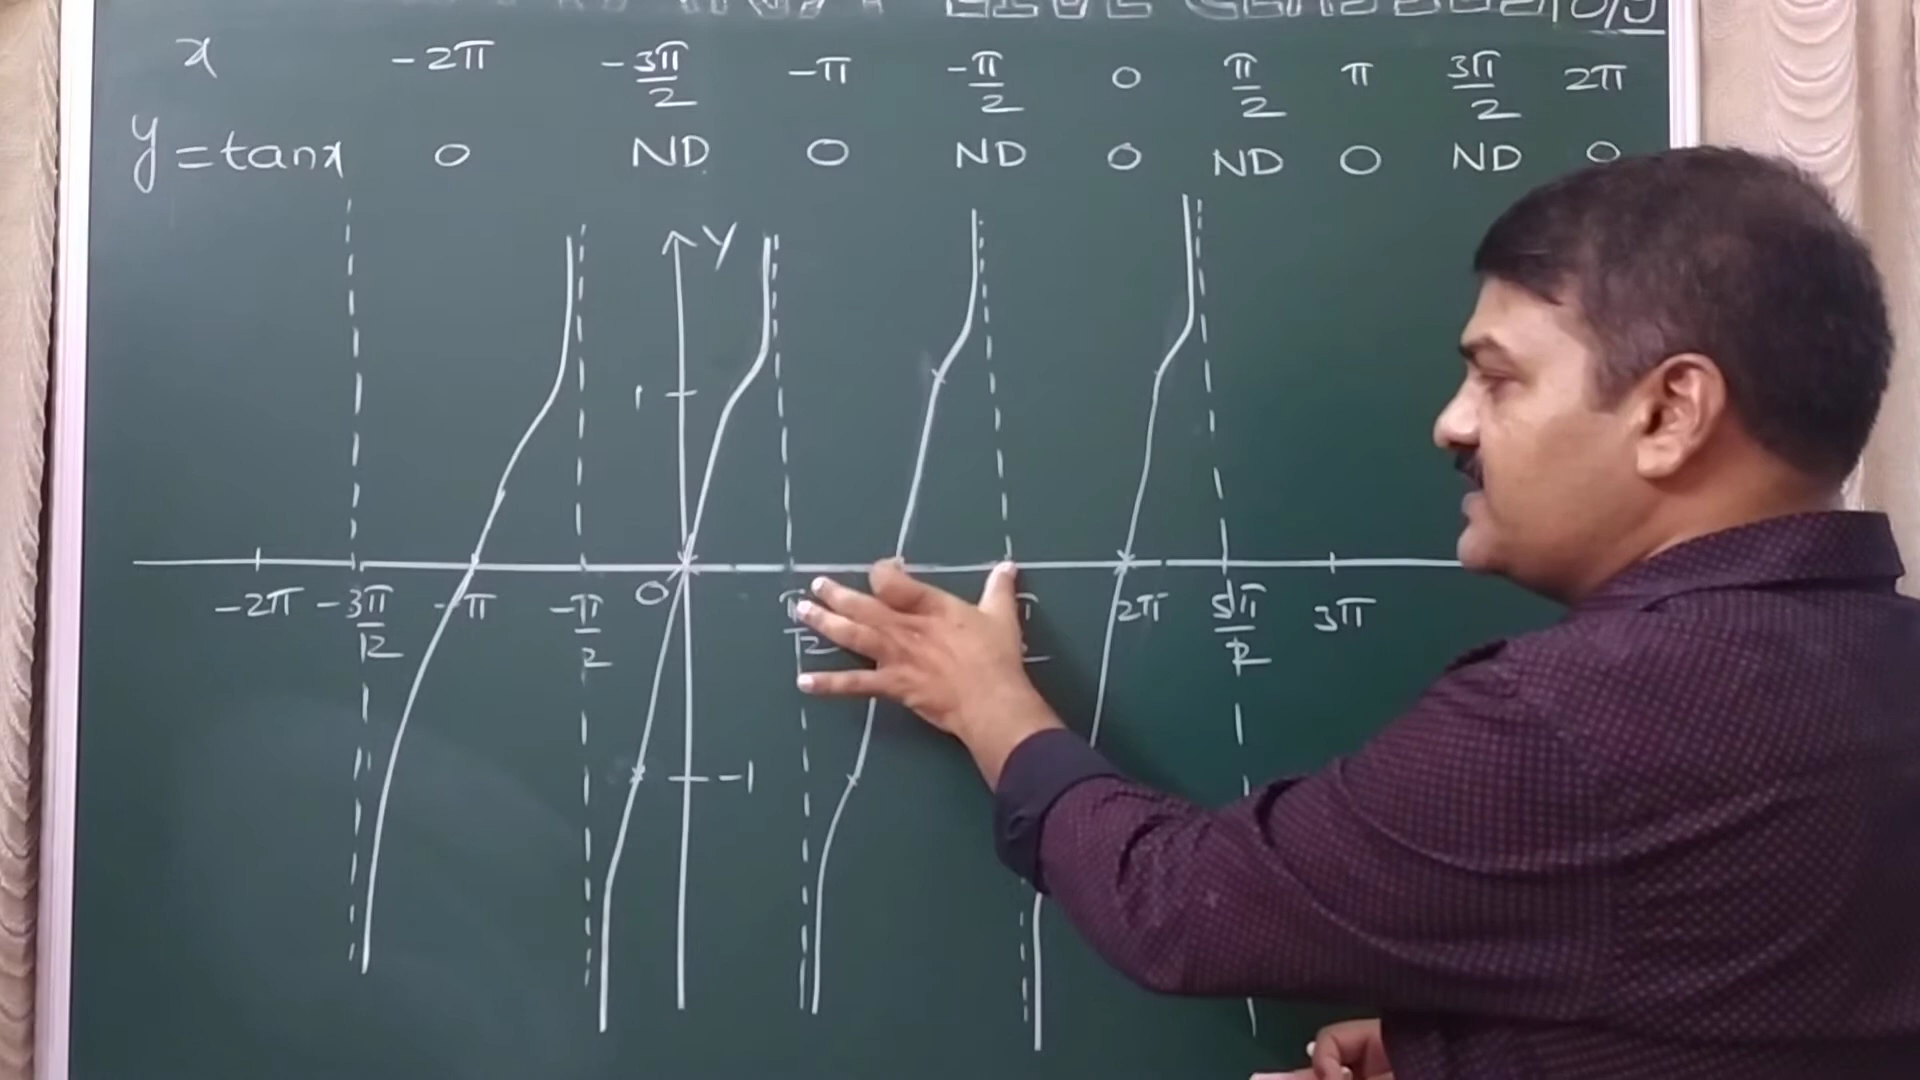 x -2π -3π/2 -π -π/2 0 π/2 π 3π/2 2π
y = tanx 0 ND 0 ND 0 ND 0 ND 0
Y
1
-2π -3π/2 -π -π/2 0 π/2 2π 5π/2 3π
-1